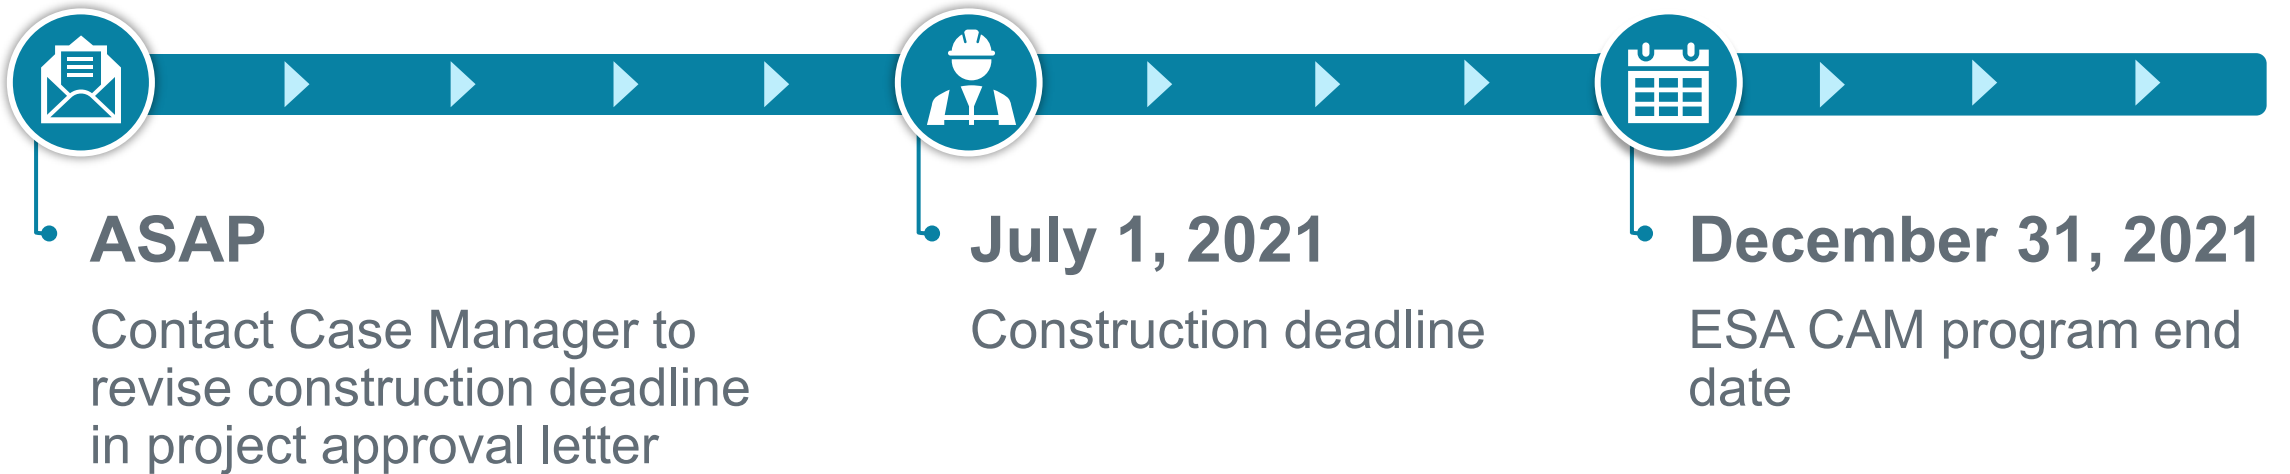 ASAP
Contact Case Manager to
revise construction deadline
in project approval letter
July 1, 2021
Construction deadline
December 31, 2021
ESA CAM program end
date